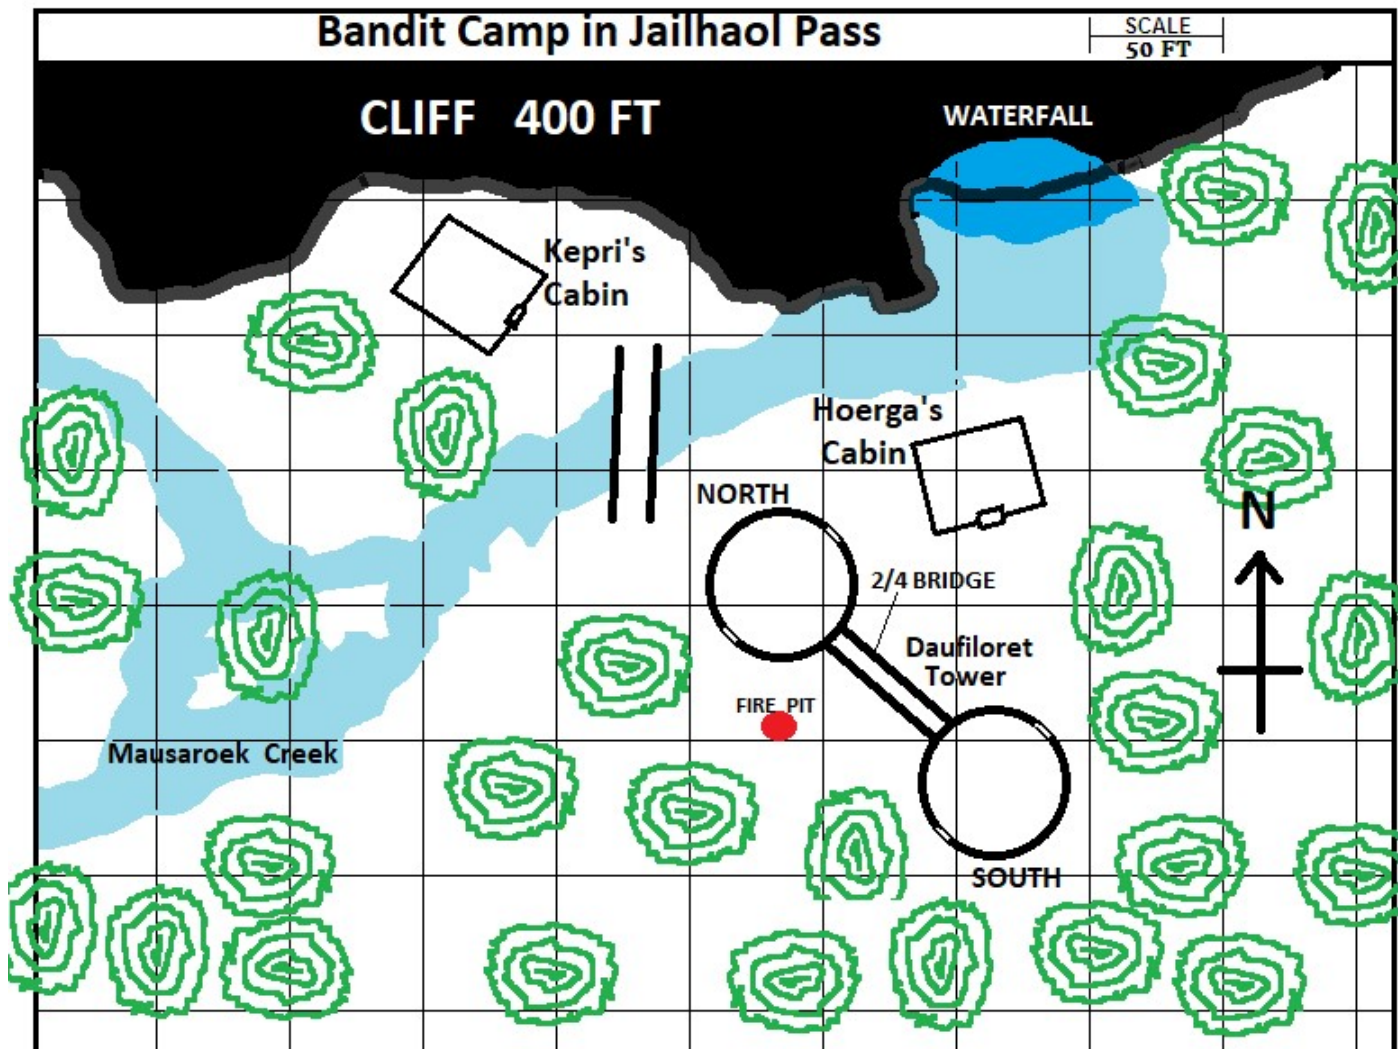 Bandit Camp in Jailhaol Pass
SCALE
50 FT
CLIFF 400 FT
WATERFALL
Kepri's
Cabin
Hoerga's
Cabin
NORTH
N
2/4 BRIDGE
Daufiloret
Tower
FIRE PIT
Mausaroek Creek
SOUTH